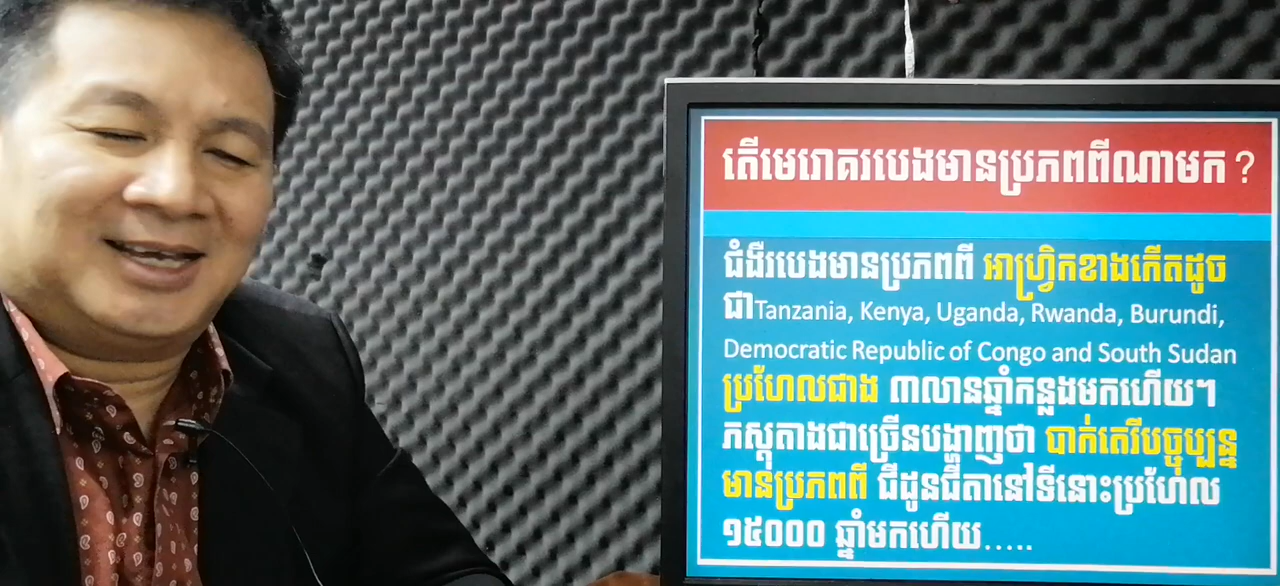 តើមេរោគរបេងមានប្រភពពីណាមក ?
ជំងឺរបេងមានប្រភពពី អាហ្វ្រិកខាងកើតដូច
ជាTanzania, Kenya, Uganda, Rwanda, Burundi,
Democratic Republic of Congo and South Sudan
ប្រហែលជាង ៣លានឆ្នាំកន្លងមកហើយ។
ភស្តុតាងជាច្រើនបង្ហាញថា បាក់តេរីបច្ចុប្បន្ន
មានប្រភពពី ជីដូនជីតានៅទីនោះប្រហែល
១៥០០០ ឆ្នាំមកហើយ.....